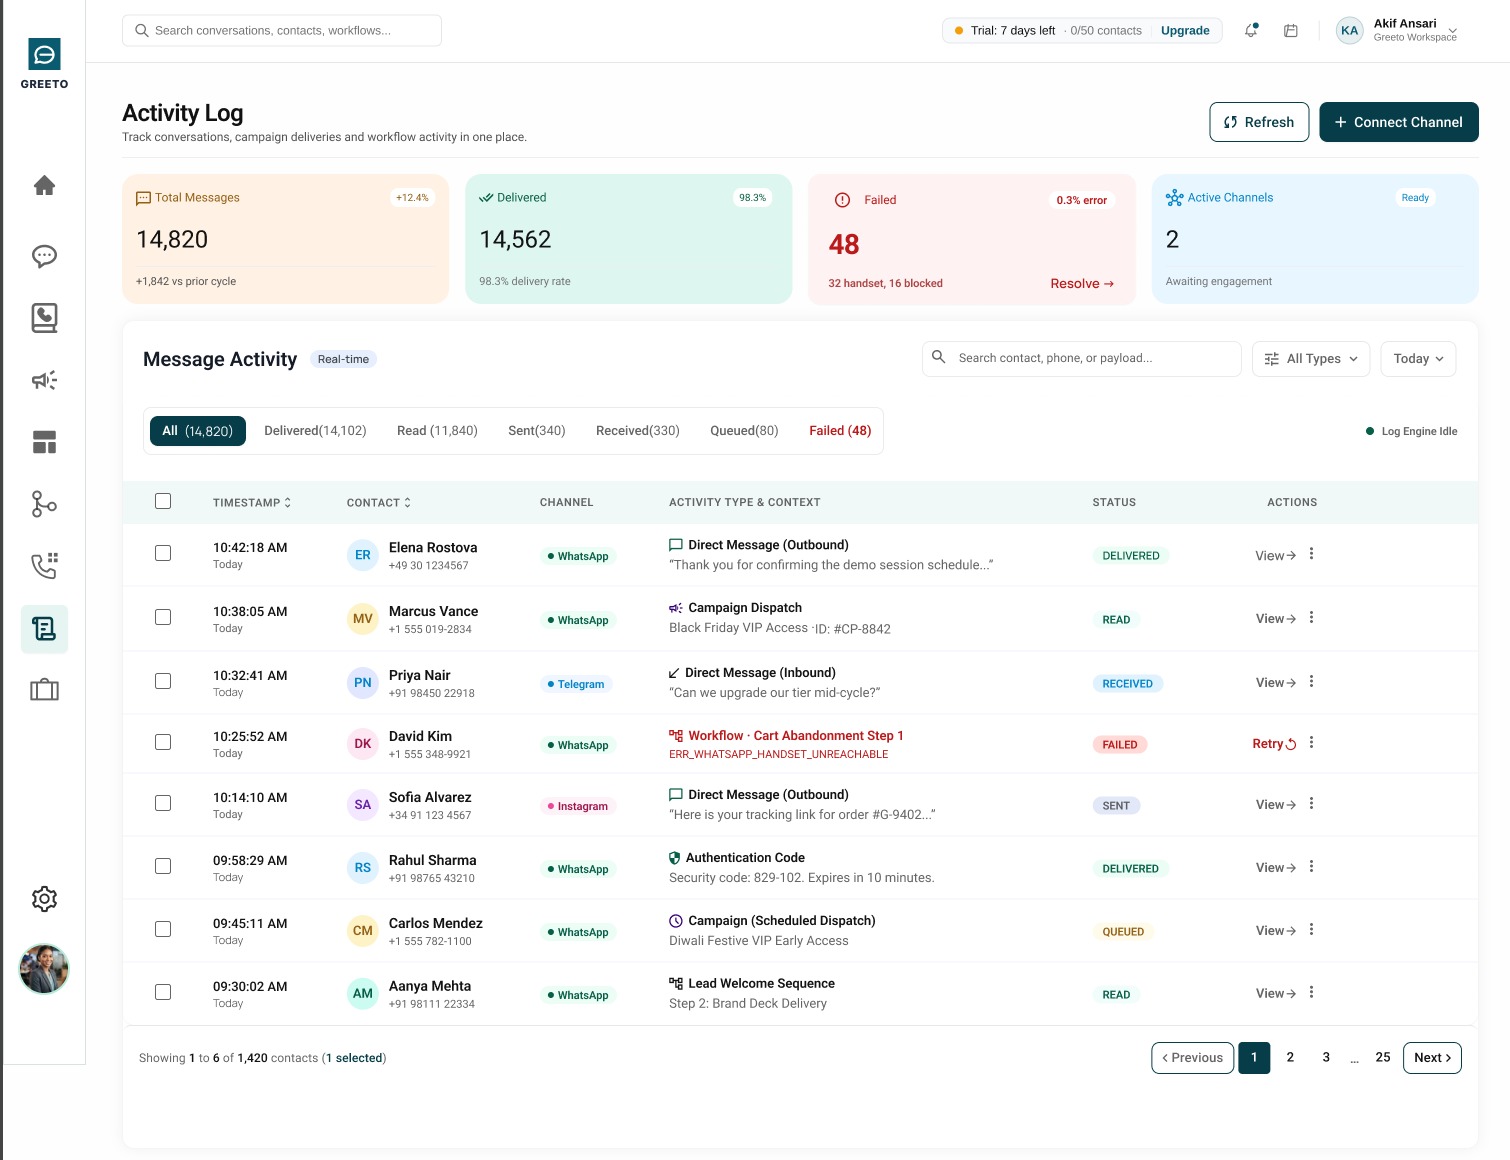 Search conversations, contacts, workflows...
Trial: 7 days left · 0/50 contacts Upgrade
KA
Akif Ansari
Greeto Workspace
GREETO
Activity Log
Track conversations, campaign deliveries and workflow activity in one place.
Refresh
+ Connect Channel
Total Messages +12.4%
14,820
+1,842 vs prior cycle
Delivered 98.3%
14,562
98.3% delivery rate
Failed 0.3% error
48
32 handset, 16 blocked Resolve →
Active Channels Ready
2
Awaiting engagement
Message Activity Real-time
Search contact, phone, or payload...
All Types
Today
All (14,820) Delivered(14,102) Read (11,840) Sent(340) Received(330) Queued(80) Failed (48)
Log Engine Idle
TIMESTAMP CONTACT CHANNEL ACTIVITY TYPE & CONTEXT STATUS ACTIONS
10:42:18 AM
Today
ER
Elena Rostova
+49 30 1234567
WhatsApp
Direct Message (Outbound)
“Thank you for confirming the demo session schedule...”
DELIVERED
View→
10:38:05 AM
Today
MV
Marcus Vance
+1 555 019-2834
WhatsApp
Campaign Dispatch
Black Friday VIP Access ·ID: #CP-8842
READ
View→
10:32:41 AM
Today
PN
Priya Nair
+91 98450 22918
Telegram
Direct Message (Inbound)
“Can we upgrade our tier mid-cycle?”
RECEIVED
View→
10:25:52 AM
Today
DK
David Kim
+1 555 348-9921
WhatsApp
Workflow · Cart Abandonment Step 1
ERR_WHATSAPP_HANDSET_UNREACHABLE
FAILED
Retry
10:14:10 AM
Today
SA
Sofia Alvarez
+34 91 123 4567
Instagram
Direct Message (Outbound)
“Here is your tracking link for order #G-9402...”
SENT
View→
09:58:29 AM
Today
RS
Rahul Sharma
+91 98765 43210
WhatsApp
Authentication Code
Security code: 829-102. Expires in 10 minutes.
DELIVERED
View→
09:45:11 AM
Today
CM
Carlos Mendez
+1 555 782-1100
WhatsApp
Campaign (Scheduled Dispatch)
Diwali Festive VIP Early Access
QUEUED
View→
09:30:02 AM
Today
AM
Aanya Mehta
+91 98111 22334
WhatsApp
Lead Welcome Sequence
Step 2: Brand Deck Delivery
READ
View→
Showing 1 to 6 of 1,420 contacts (1 selected)
‹ Previous 1 2 3 ... 25 Next ›